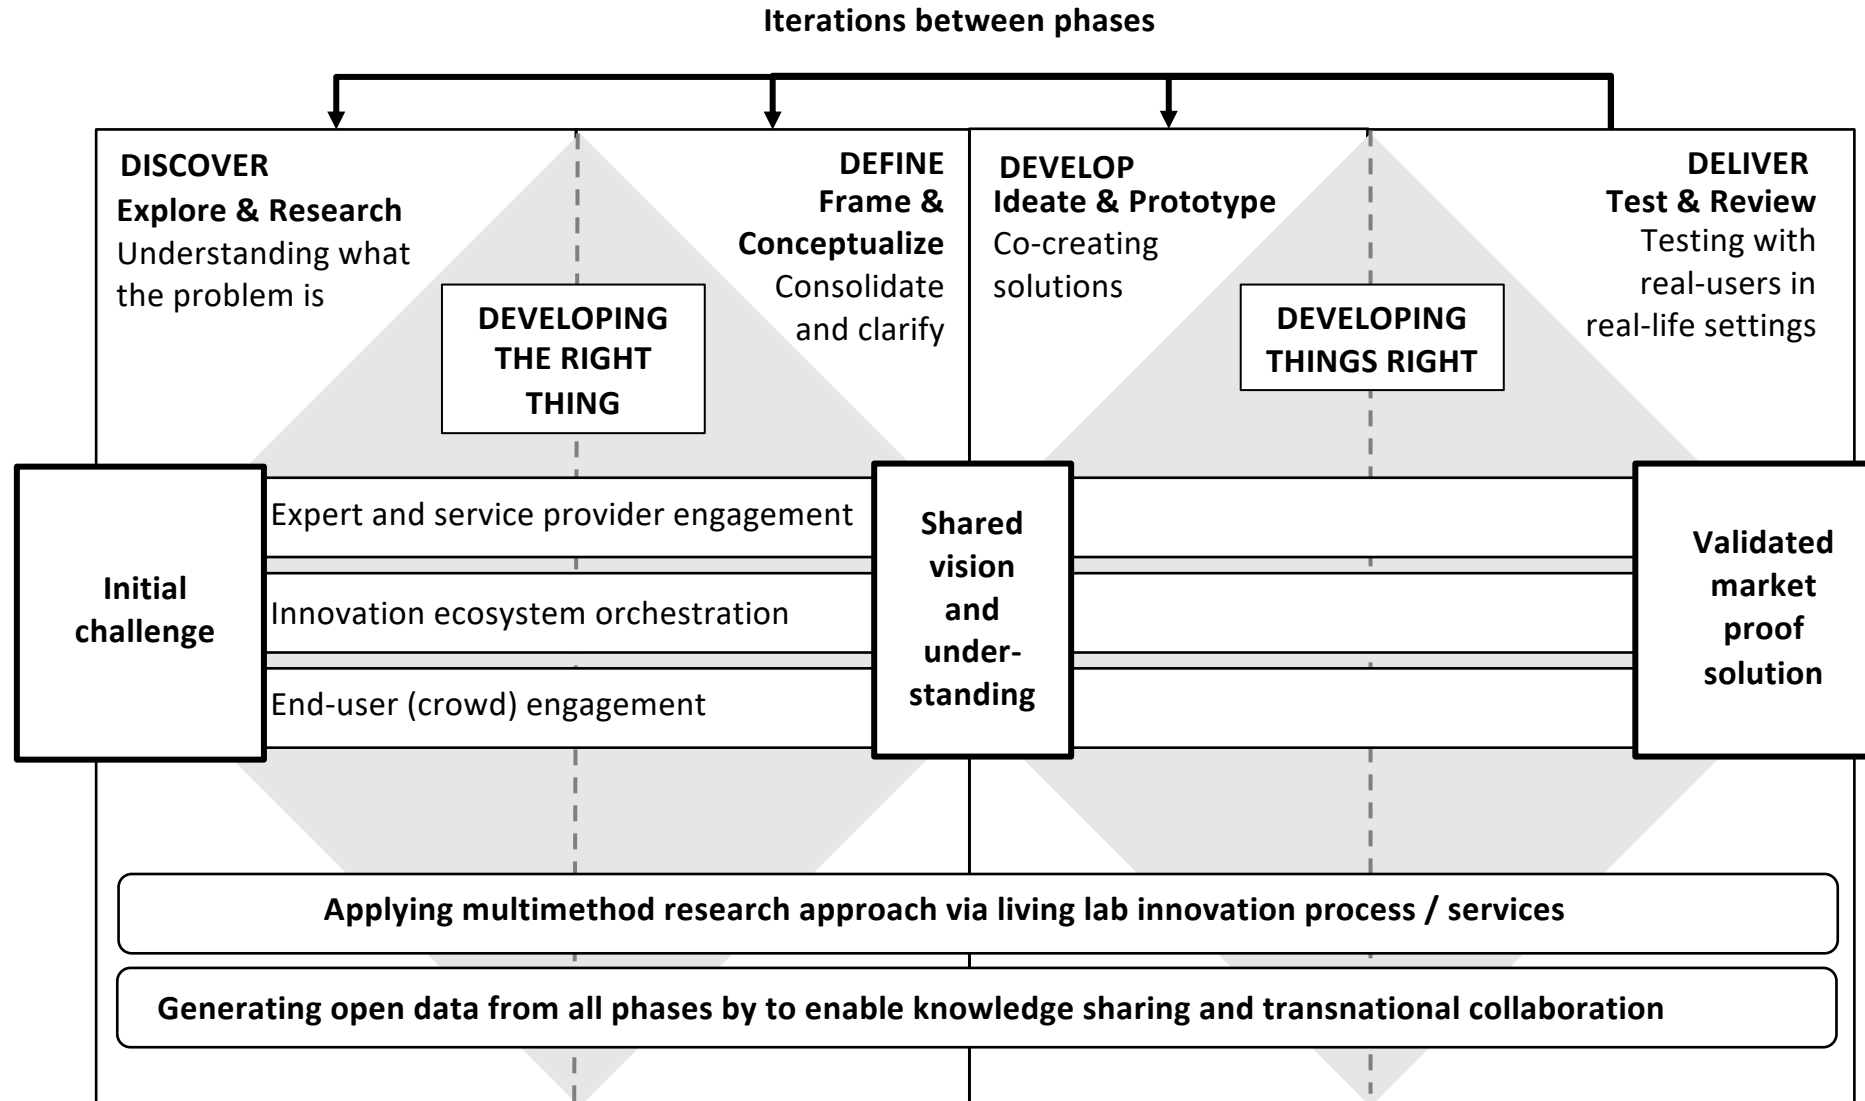 Iterations between phases
DISCOVER
Explore & Research
Understanding what
the problem is
DEFINE
Frame &
Conceptualize
Consolidate
and clarify
DEVELOPING
THE RIGHT
THING
DEVELOP
Ideate & Prototype
Co-creating
solutions
DELIVER
Test & Review
Testing with
real-users in
real-life settings
DEVELOPING
THINGS RIGHT
Initial
challenge
Expert and service provider engagement
Innovation ecosystem orchestration
End-user (crowd) engagement
Shared
vision
and
under-
standing
Validated
market
proof
solution
Applying multimethod research approach via living lab innovation process / services
Generating open data from all phases by to enable knowledge sharing and transnational collaboration